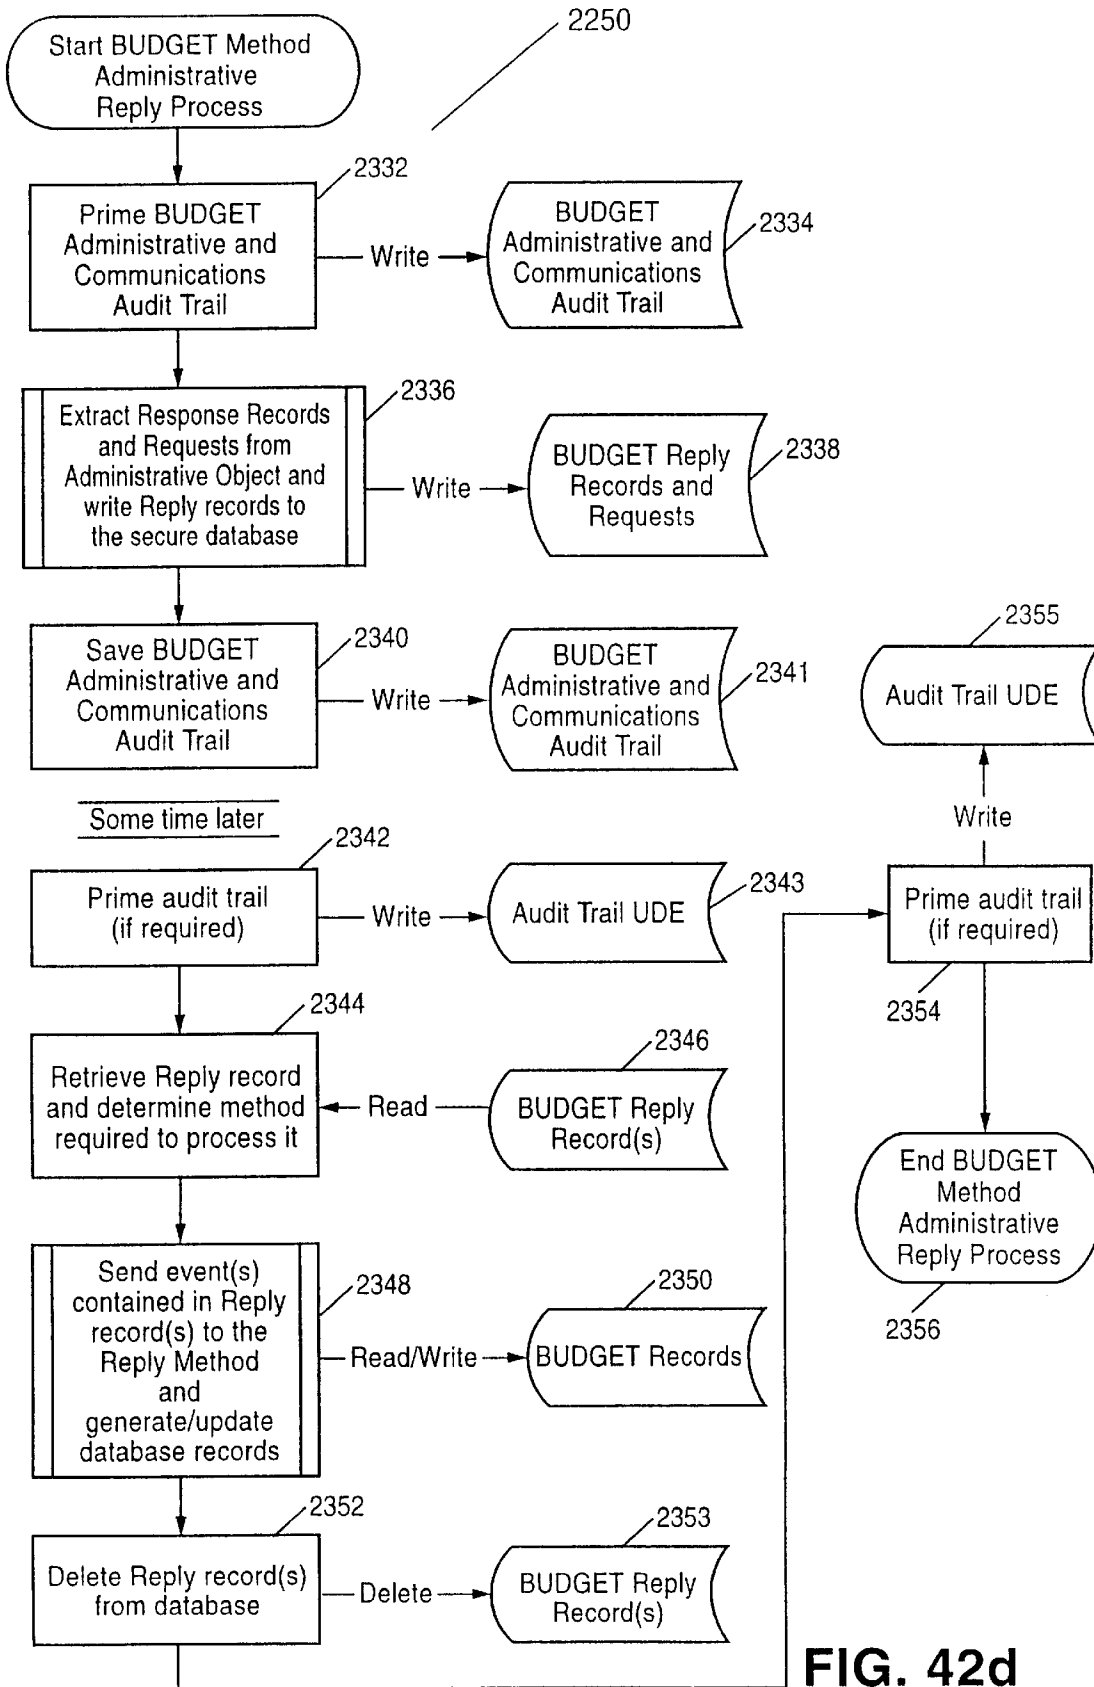 Start BUDGET Method
Administrative
Reply Process
2250
2332
Prime BUDGET
Administrative and
Communications
Audit Trail
Write
BUDGET
Administrative and
Communications
Audit Trail
2334
2336
Extract Response Records
and Requests from
Administrative Object and
write Reply records to
the secure database
Write
BUDGET Reply
Records and
Requests
2338
2340
Save BUDGET
Administrative and
Communications
Audit Trail
Write
BUDGET
Administrative and
Communications
Audit Trail
2341
Some time later
2342
Prime audit trail
(if required)
Write
Audit Trail UDE
2343
2344
Retrieve Reply record
and determine method
required to process it
Read
2346
BUDGET Reply
Record(s)
Send event(s)
contained in Reply
record(s) to the
Reply Method
and
generate/update
database records
2348
Read/Write
2350
BUDGET Records
2352
Delete Reply record(s)
from database
Delete
2353
BUDGET Reply
Record(s)
2355
Audit Trail UDE
Write
Prime audit trail
(if required)
2354
End BUDGET
Method
Administrative
Reply Process
2356
FIG. 42d